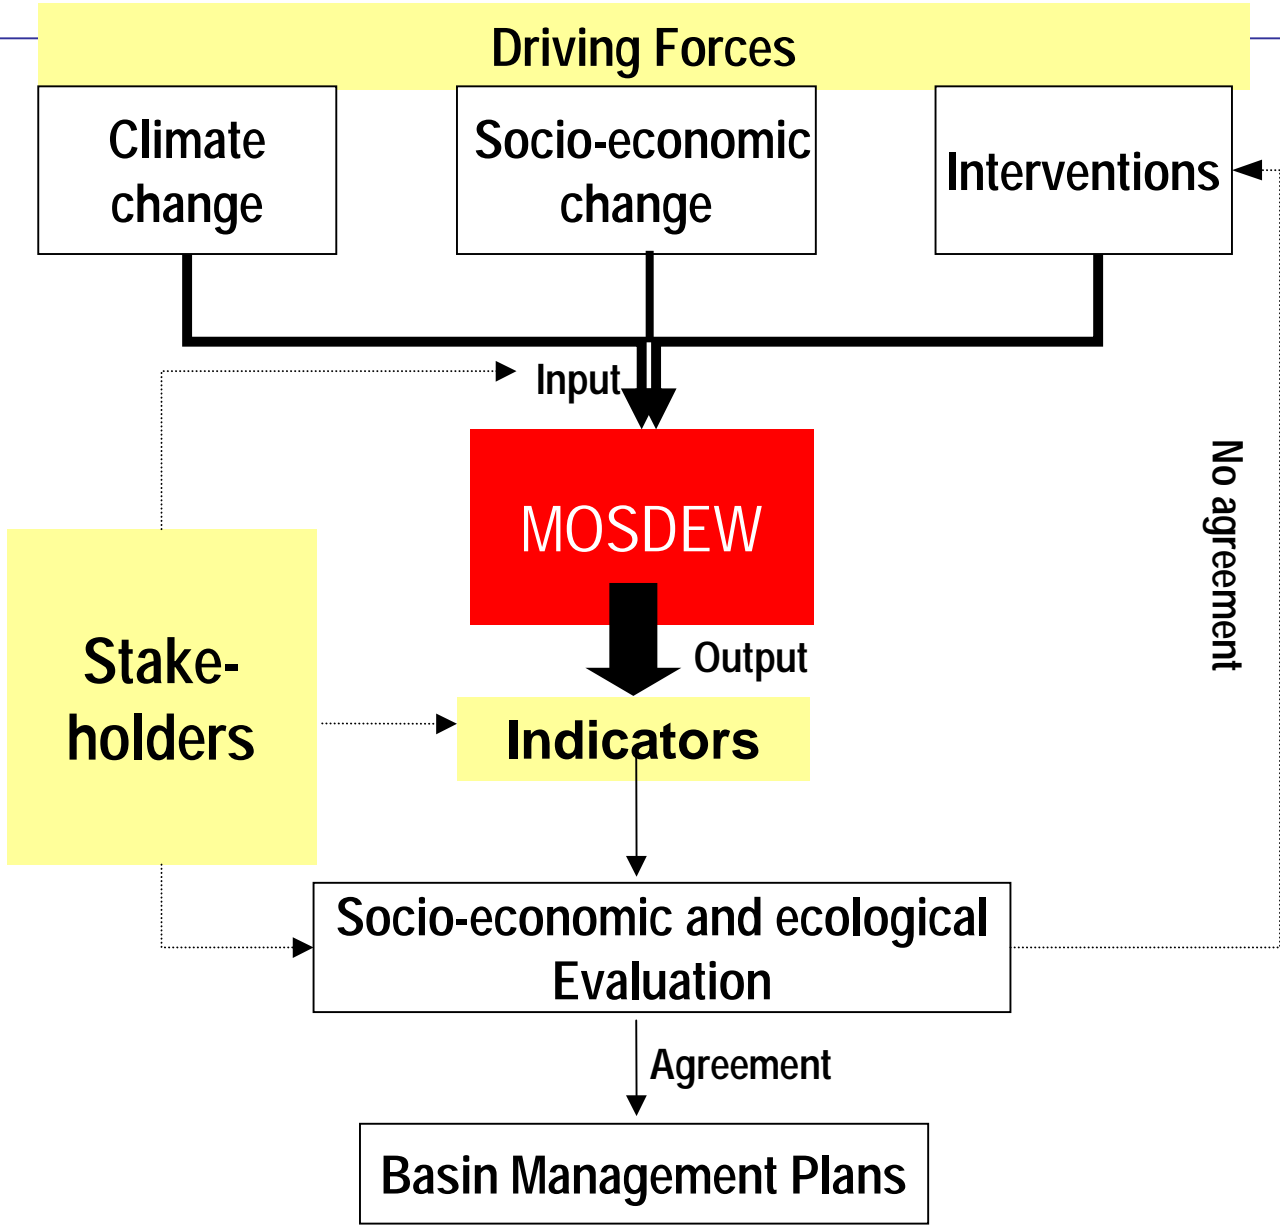 Driving Forces
Climate
change
Socio-economic
change
Interventions
Input
MOSDEW
No agreement
Output
Stake-
holders
Indicators
Socio-economic and ecological
Evaluation
Agreement
Basin Management Plans